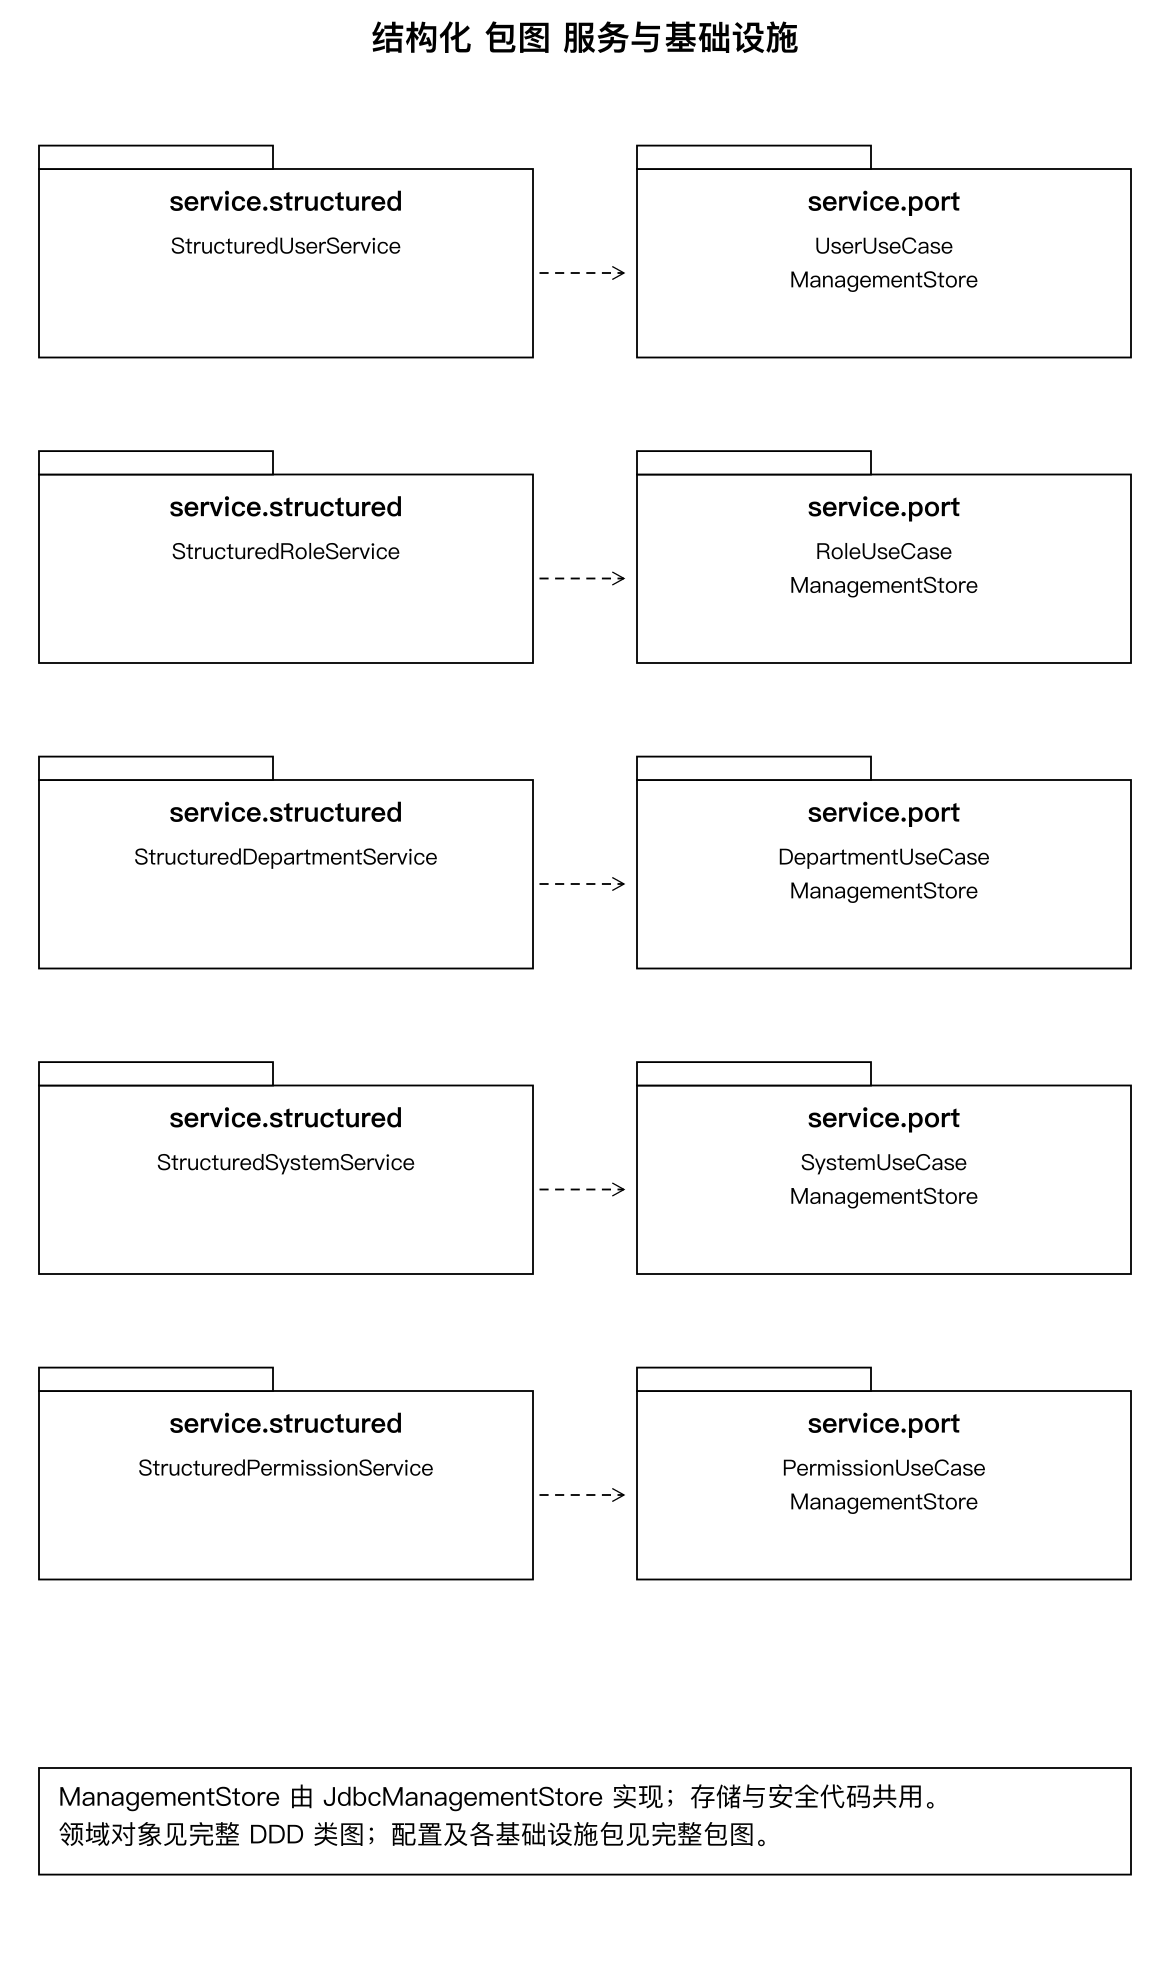 结构化 包图 服务与基础设施
service.structured
StructuredUserService
service.port
UserUseCase
ManagementStore
service.structured
StructuredRoleService
service.port
RoleUseCase
ManagementStore
service.structured
StructuredDepartmentService
service.port
DepartmentUseCase
ManagementStore
service.structured
StructuredSystemService
service.port
SystemUseCase
ManagementStore
service.structured
StructuredPermissionService
service.port
PermissionUseCase
ManagementStore
ManagementStore 由 JdbcManagementStore 实现；存储与安全代码共用。
领域对象见完整 DDD 类图；配置及各基础设施包见完整包图。